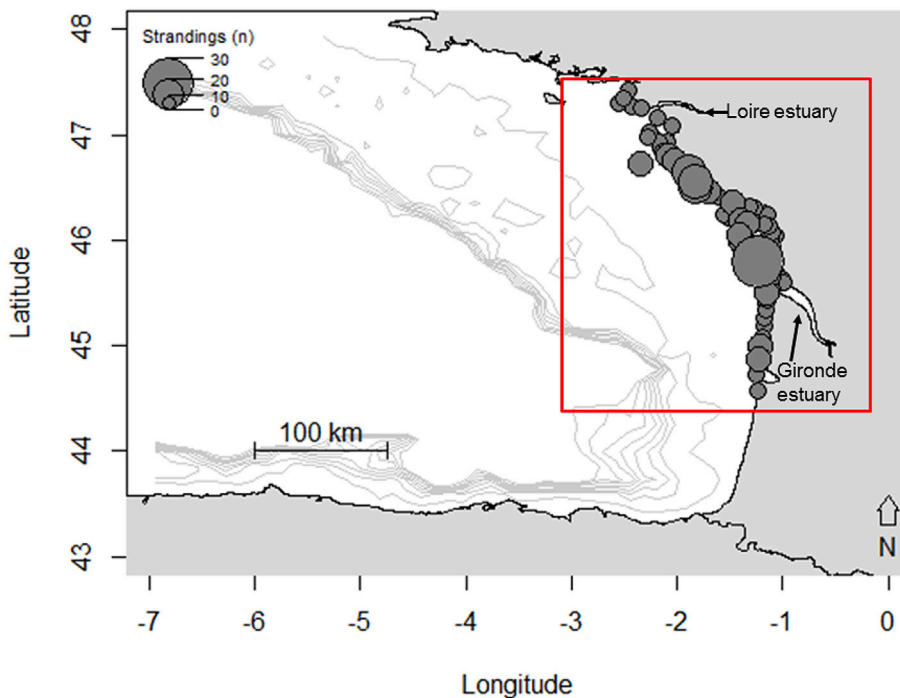 Strandings (n)
30
20
10
0
Loire estuary
Gironde
estuary
100 km
N
48
47
46
45
44
43
Latitude
-7 -6 -5 -4 -3 -2 -1 0
Longitude